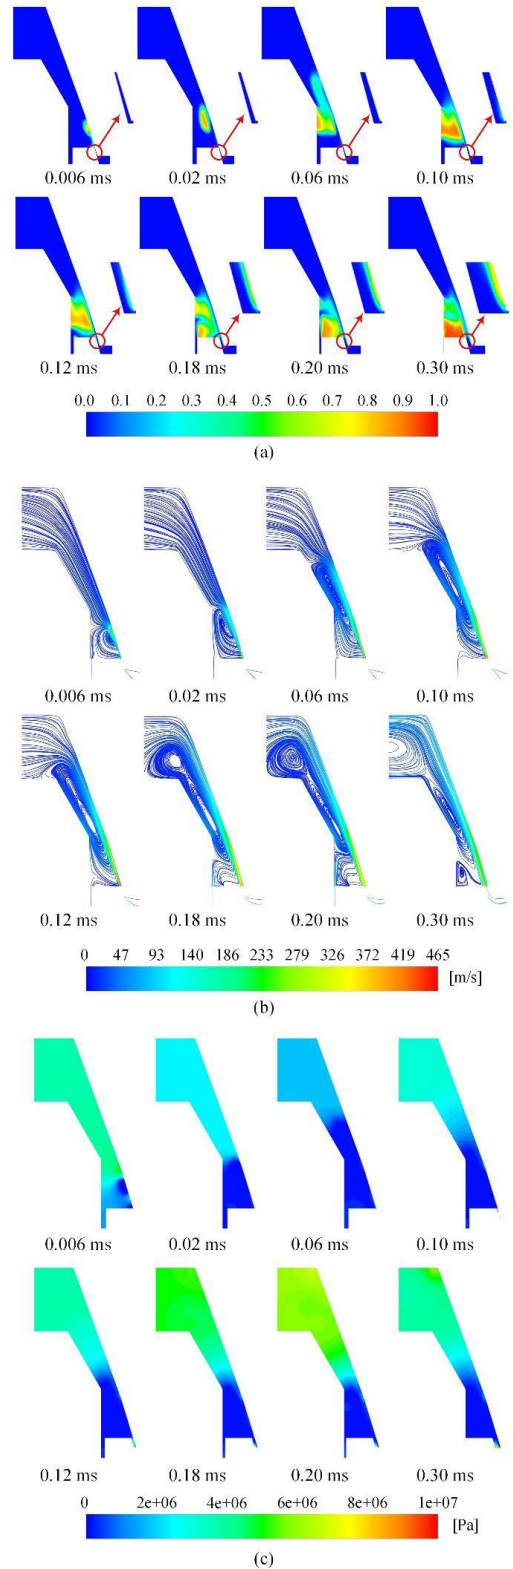 0.006 ms 0.02 ms 0.06 ms 0.10 ms
0.12 ms 0.18 ms 0.20 ms 0.30 ms
0.0 0.1 0.2 0.3 0.4 0.5 0.6 0.7 0.8 0.9 1.0
(a)
0.006 ms 0.02 ms 0.06 ms 0.10 ms
0.12 ms 0.18 ms 0.20 ms 0.30 ms
0 47 93 140 186 233 279 326 372 419 465
[m/s]
(b)
0.006 ms 0.02 ms 0.06 ms 0.10 ms
0.12 ms 0.18 ms 0.20 ms 0.30 ms
0 2e+06 4e+06 6e+06 8e+06 1e+07
[Pa]
(c)